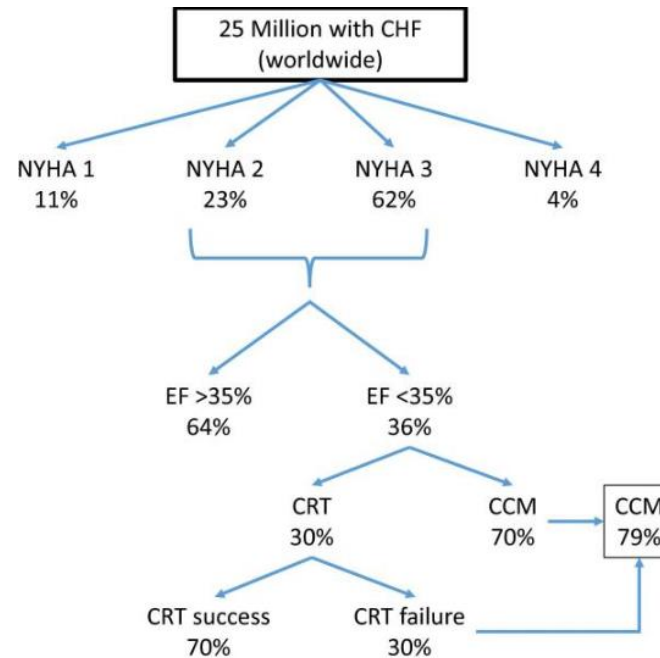 25 Million with CHF
(worldwide)
NYHA 1
11%
NYHA 2
23%
NYHA 3
62%
NYHA 4
4%
EF >35%
64%
EF <35%
36%
CRT
30%
CCM
70%
CCM
79%
CRT success
70%
CRT failure
30%